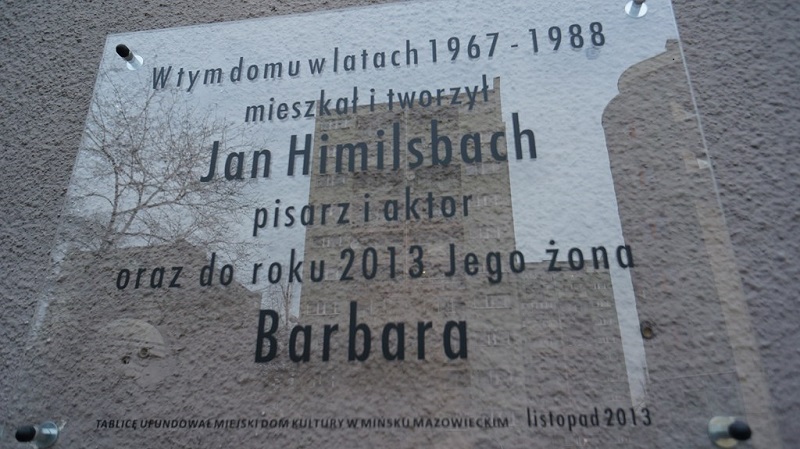 W tym domu w latach 1967 - 1988
mieszkał i tworzył
Jan Himilsbach
pisarz i aktor
oraz do roku 2013 Jego żona
Barbara
TABLICĘ UFUNDOWAŁ MIEJSKI DOM KULTURY W MIŃSKU MAZOWIECKIM listopad 2013